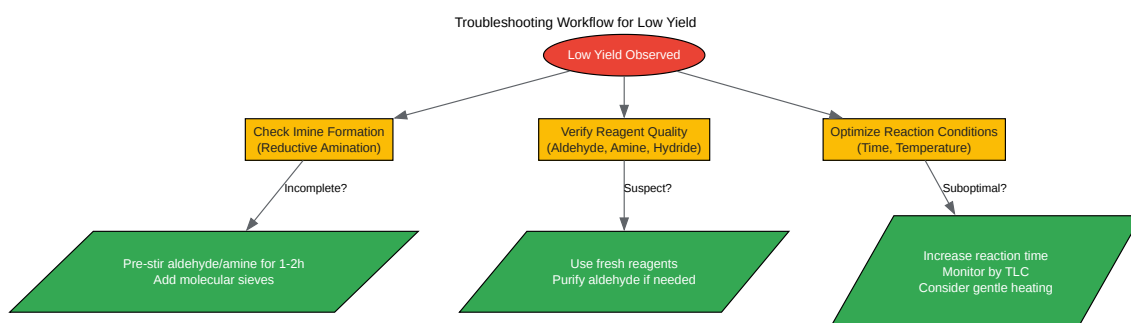 Troubleshooting Workflow for Low Yield
Low Yield Observed
Check Imine Formation
(Reductive Amination)
Verify Reagent Quality
(Aldehyde, Amine, Hydride)
Optimize Reaction Conditions
(Time, Temperature)
Incomplete?
Suspect?
Suboptimal?
Pre-stir aldehyde/amine for 1-2h
Add molecular sieves
Use fresh reagents
Purify aldehyde if needed
Increase reaction time
Monitor by TLC
Consider gentle heating